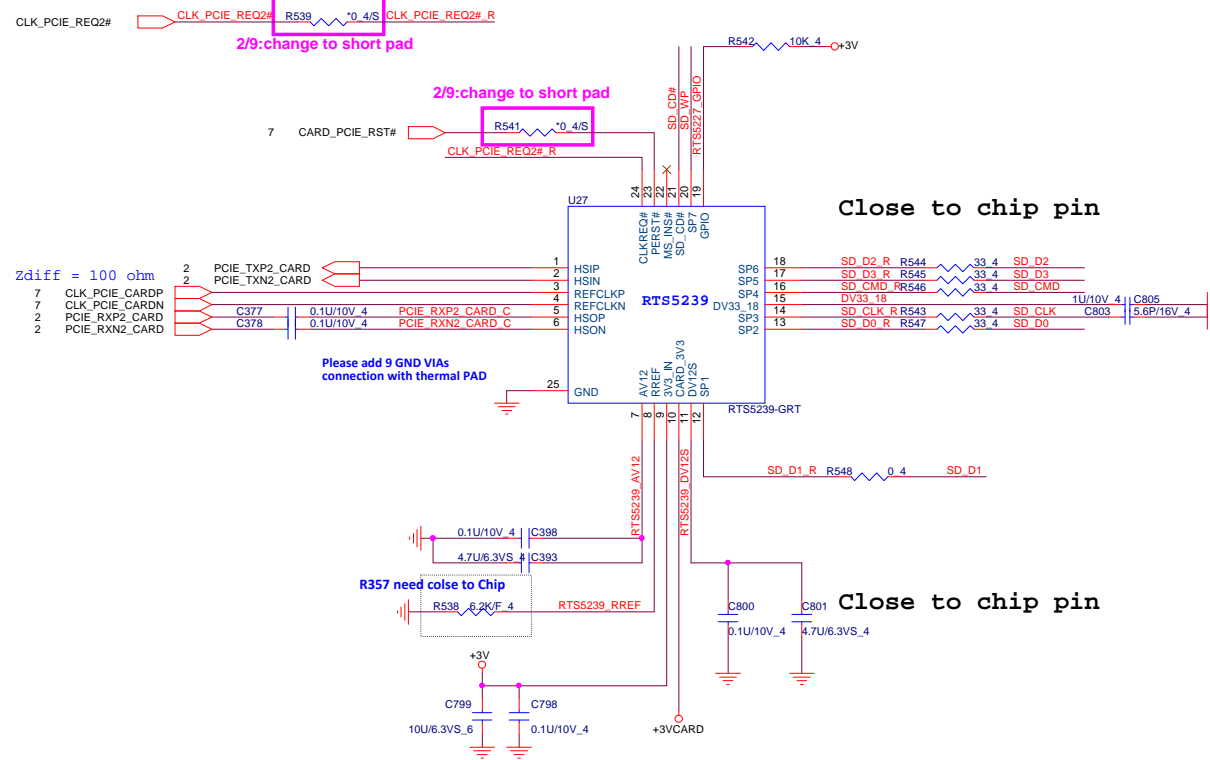 CLK_PCIE_REQ2# CLK_PCIE_REQ2# R539 *0_4/S CLK_PCIE_REQ2#_R
2/9:change to short pad
R542 10K_4 +3V
SD_CD#
SD_WP
RTS5227_GPIO
2/9:change to short pad
7 CARD_PCIE_RST# R541 *0_4/S
CLK_PCIE_REQ2#_R
24 23 22 21 20 19
U27
Close to chip pin
CLKREQ#
PERST#
MS_INS#
SD_CD#
SP7
GPIO
Zdiff = 100 ohm
2 PCIE_TXP2_CARD 1 HSIP
2 PCIE_TXN2_CARD 2 HSIN
7 CLK_PCIE_CARDP 3 REFCLKP
7 CLK_PCIE_CARDN 4 REFCLKN
2 PCIE_RXP2_CARD C377 0.1U/10V_4 PCIE_RXP2_CARD_C 5 HSOP
2 PCIE_RXN2_CARD C378 0.1U/10V_4 PCIE_RXN2_CARD_C 6 HSON
RTS5239
SP6 18 SD_D2_R R544 33_4 SD_D2
SP5 17 SD_D3_R R545 33_4 SD_D3
SP4 16 SD_CMD_R R546 33_4 SD_CMD
DV33_18 15 DV33_18 1U/10V_4 C805
SP3 14 SD_CLK_R R543 33_4 SD_CLK C803 5.6P/16V_4
SP2 13 SD_D0_R R547 33_4 SD_D0
Please add 9 GND VIAs
connection with thermal PAD
25 GND
AV12
RREF
3V3_IN
CARD_3V3
DV12S
SP1
RTS5239-GRT
7 8 9 10 11 12
RTS5239_AV12
RTS5239_DV12S
SD_D1_R R548 0_4 SD_D1
0.1U/10V_4 C398
4.7U/6.3VS_4 C393
R357 need colse to Chip
R538 6.2K/F_4 RTS5239_RREF
C800
0.1U/10V_4
C801
4.7U/6.3VS_4
Close to chip pin
+3V
C799
10U/6.3VS_6
C798
0.1U/10V_4
+3VCARD